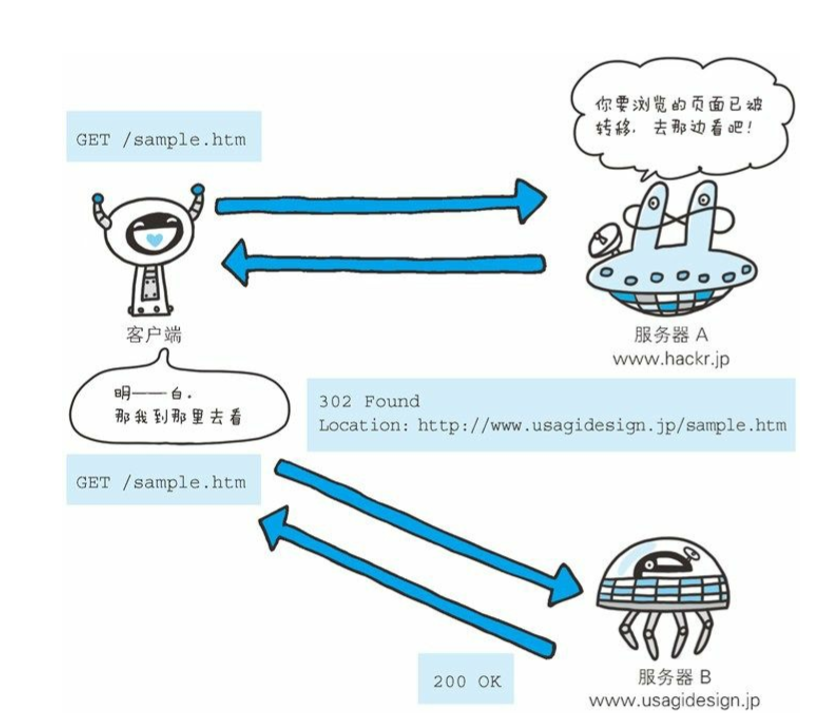 你要浏览的页面已被
转移，去那边看吧！
GET /sample.htm
客户端
服务器 A
www.hackr.jp
明——白。
那我到那里去看
302 Found
Location: http://www.usagidesign.jp/sample.htm
GET /sample.htm
200 OK
服务器 B
www.usagidesign.jp